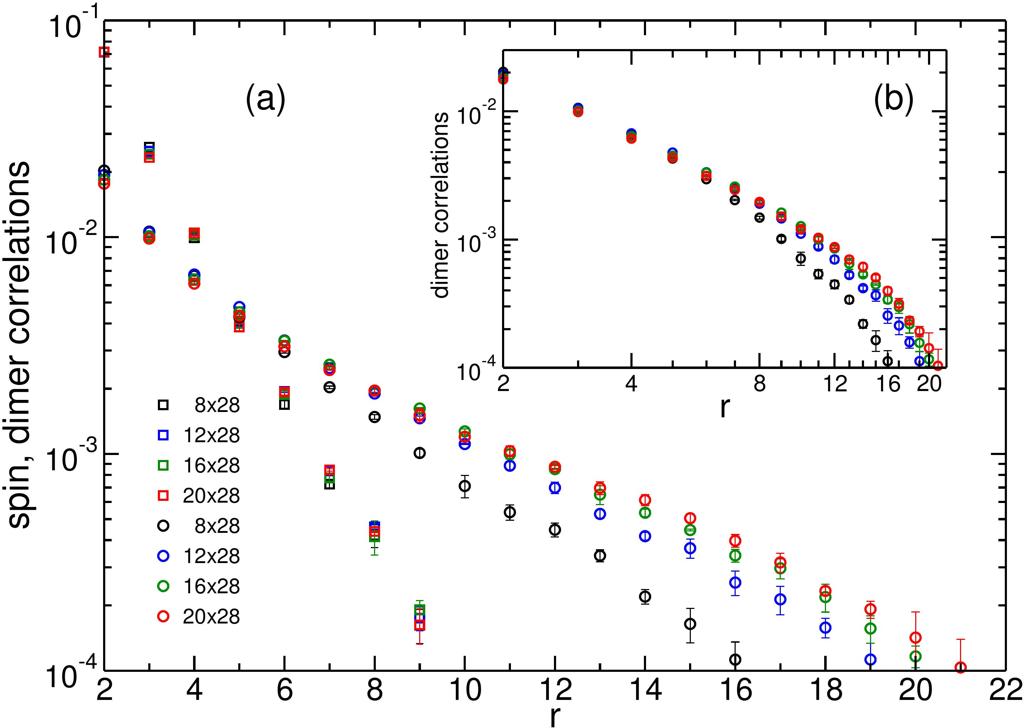 (a)
10-1
10-2
10-3
10-4
spin, dimer correlations
2 4 6 8 10 12 14 16 18 20 22
r
8x28
12x28
16x28
20x28
8x28
12x28
16x28
20x28
(b)
dimer correlations
10-2
10-3
10-4
2 4 8 12 16 20
r